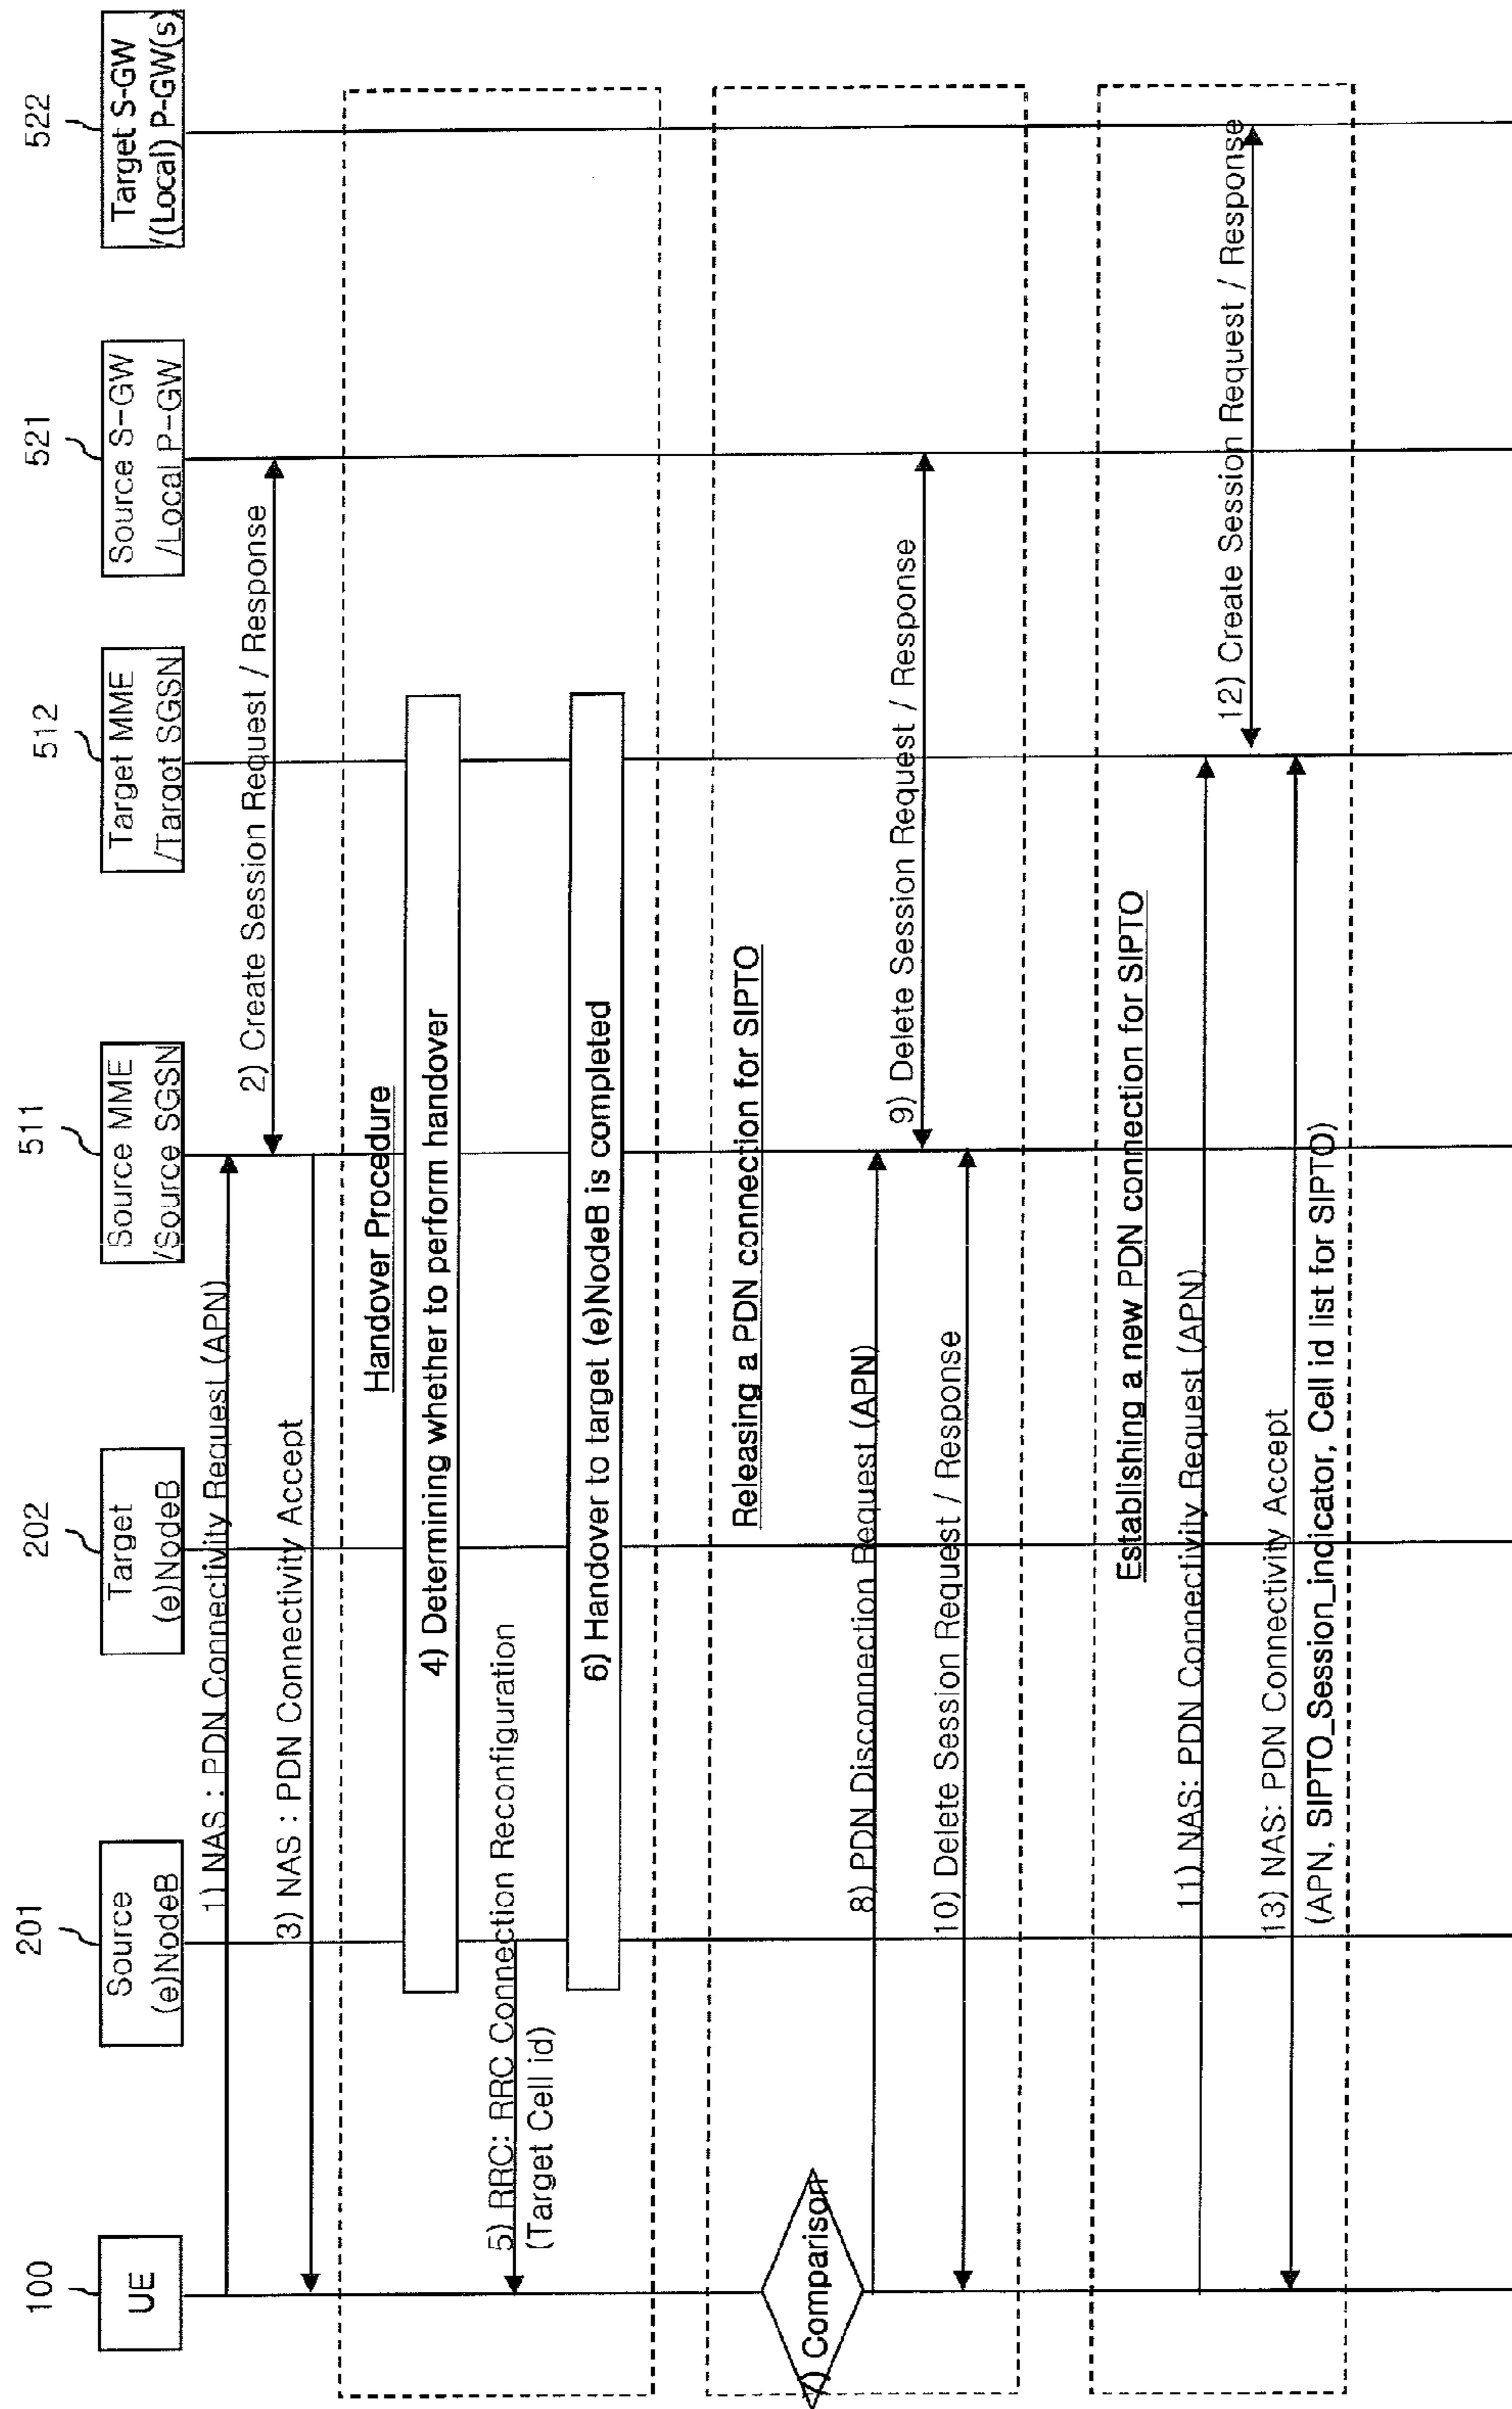 100
UE
201
Source
(e)NodeB
202
Target
(e)NodeB
511
Source MME
/Source SGSN
512
Target MME
/Target SGSN
521
Source S-GW
/Local P-GW
522
Target S-GW
/(Local) P-GW(s)
1) NAS : PDN Connectivity Request (APN)
2) Create Session Request / Response
3) NAS : PDN Connectivity Accept
Handover Procedure
4) Determining whether to perform handover
5) RRC: RRC Connection Reconfiguration
(Target Cell id)
6) Handover to target (e)NodeB is completed
Releasing a PDN connection for SIPTO
7) Comparison
8) PDN Disconnection Request (APN)
9) Delete Session Request / Response
10) Delete Session Request / Response
Establishing a new PDN connection for SIPTO
11) NAS: PDN Connectivity Request (APN)
12) Create Session Request / Response
13) NAS: PDN Connectivity Accept
(APN, SIPTO_Session_indicator, Cell id list for SIPTO)